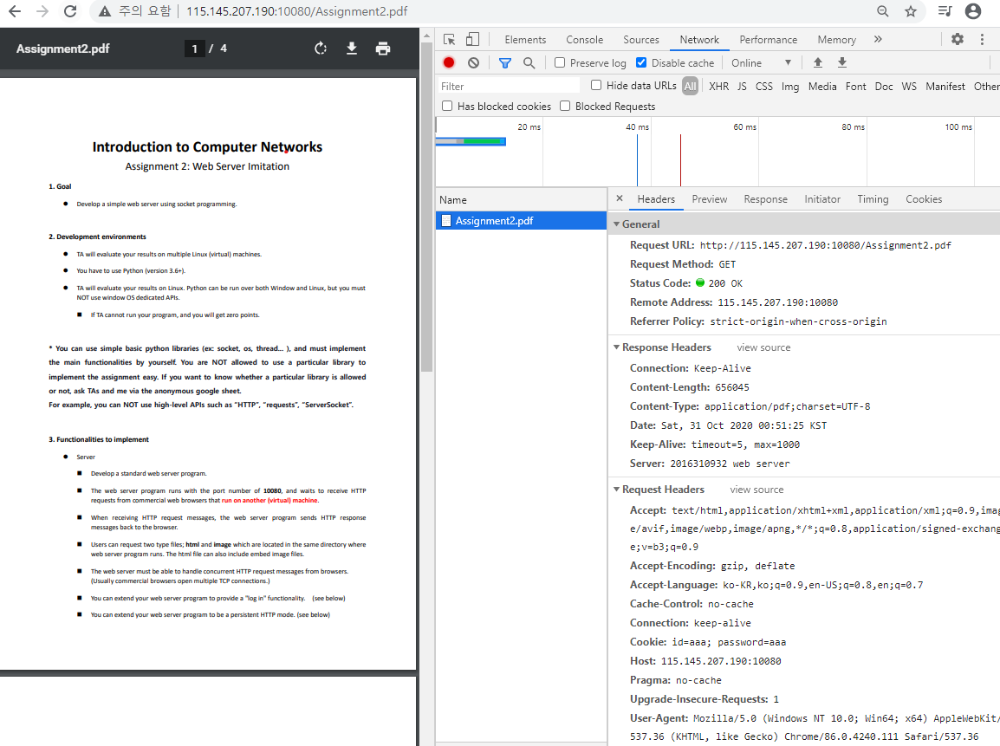 주의 요함 115.145.207.190:10080/Assignment2.pdf
Assignment2.pdf 1 / 4
Introduction to Computer Networks
Assignment 2: Web Server Imitation
1. Goal
● Develop a simple web server using socket programming.
2. Development environments
● TA will evaluate your results on multiple Linux (virtual) machines.
● You have to use Python (version 3.6+).
● TA will evaluate your results on Linux. Python can be run over both Window and Linux, but you must
NOT use window OS dedicated APIs.
■ If TA cannot run your program, and you will get zero points.
* You can use simple basic python libraries (ex: socket, os, thread... ), and must implement
the main functionalities by yourself. You are NOT allowed to use a particular library to
implement the assignment easy. If you want to know whether a particular library is allowed
or not, ask TAs and me via the anonymous google sheet.
For example, you can NOT use high-level APIs such as "HTTP", "requests", "ServerSocket".
3. Functionalities to implement
● Server
■ Develop a standard web server program.
■ The web server program runs with the port number of 10080, and waits to receive HTTP
requests from commercial web browsers that run on another (virtual) machine.
■ When receiving HTTP request messages, the web server program sends HTTP response
messages back to the browser.
■ Users can request two type files; html and image which are located in the same directory where
web server program runs. The html file can also include embed image files.
■ The web server must be able to handle concurrent HTTP request messages from browsers.
(Usually commercial browsers open multiple TCP connections.)
■ You can extend your web server program to provide a "log in" functionality. (see below)
■ You can extend your web server program to be a persistent HTTP mode. (see below)
Elements Console Sources Network Performance Memory »
Preserve log Disable cache Online
Filter Hide data URLs All XHR JS CSS Img Media Font Doc WS Manifest Other
Has blocked cookies Blocked Requests
20 ms 40 ms 60 ms 80 ms 100 ms
Name
Assignment2.pdf
× Headers Preview Response Initiator Timing Cookies
General
Request URL: http://115.145.207.190:10080/Assignment2.pdf
Request Method: GET
Status Code: 200 OK
Remote Address: 115.145.207.190:10080
Referrer Policy: strict-origin-when-cross-origin
Response Headers view source
Connection: Keep-Alive
Content-Length: 656045
Content-Type: application/pdf;charset=UTF-8
Date: Sat, 31 Oct 2020 00:51:25 KST
Keep-Alive: timeout=5, max=1000
Server: 2016310932 web server
Request Headers view source
Accept: text/html,application/xhtml+xml,application/xml;q=0.9,imag
e/avif,image/webp,image/apng,*/*;q=0.8,application/signed-exchang
e;v=b3;q=0.9
Accept-Encoding: gzip, deflate
Accept-Language: ko-KR,ko;q=0.9,en-US;q=0.8,en;q=0.7
Cache-Control: no-cache
Connection: keep-alive
Cookie: id=aaa; password=aaa
Host: 115.145.207.190:10080
Pragma: no-cache
Upgrade-Insecure-Requests: 1
User-Agent: Mozilla/5.0 (Windows NT 10.0; Win64; x64) AppleWebKit/
537.36 (KHTML, like Gecko) Chrome/86.0.4240.111 Safari/537.36